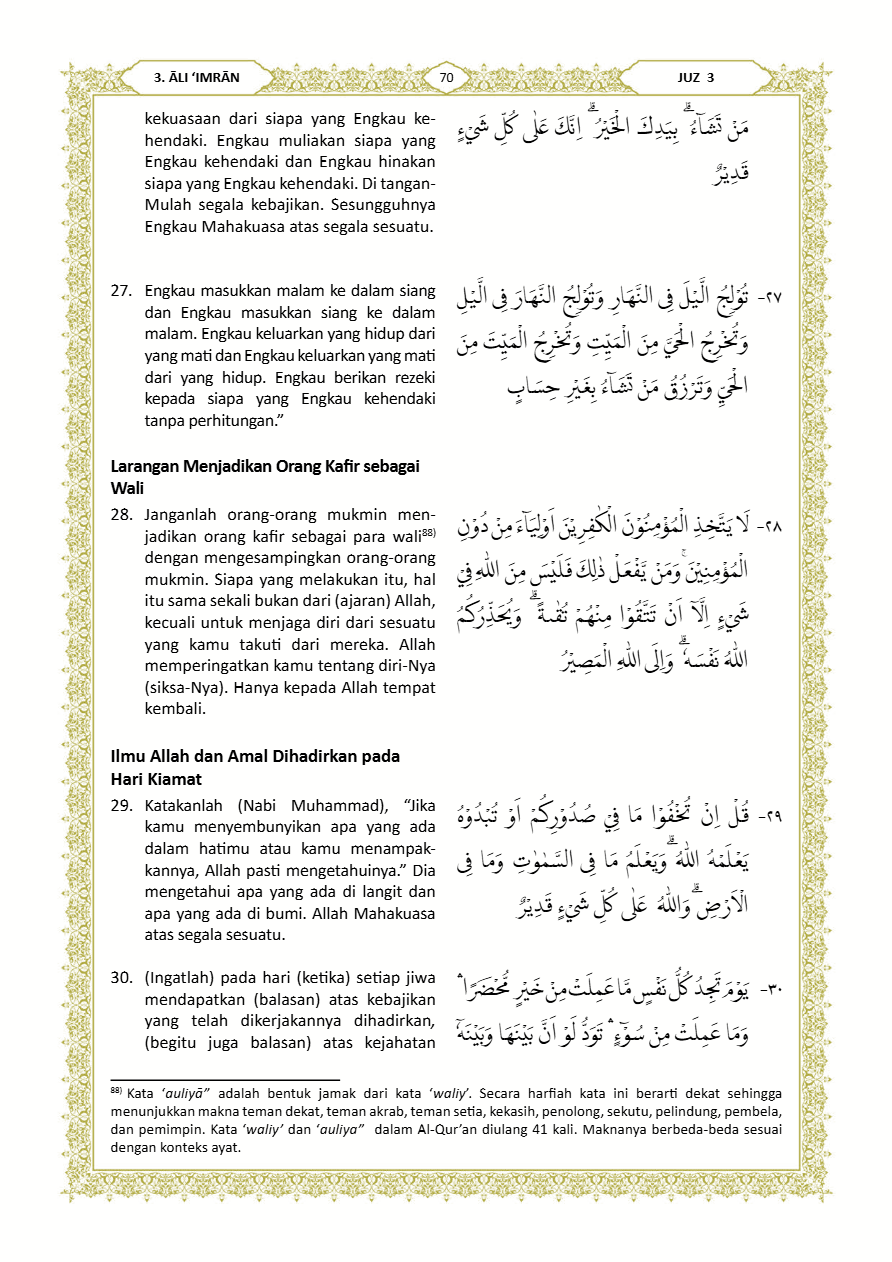 3. ĀLI ‘IMRĀN
70
JUZ 3
kekuasaan dari siapa yang Engkau ke-
hendaki. Engkau muliakan siapa yang
Engkau kehendaki dan Engkau hinakan
siapa yang Engkau kehendaki. Di tangan-
Mulah segala kebajikan. Sesungguhnya
Engkau Mahakuasa atas segala sesuatu.
مَنْ تَشَاۤءُ ۗ بِيَدِكَ الْخَيْرُ ۗ اِنَّكَ عَلٰى كُلِّ شَيْءٍ
قَدِيْرٌ
27. Engkau masukkan malam ke dalam siang
dan Engkau masukkan siang ke dalam
malam. Engkau keluarkan yang hidup dari
yang mati dan Engkau keluarkan yang mati
dari yang hidup. Engkau berikan rezeki
kepada siapa yang Engkau kehendaki
tanpa perhitungan.”
٢٧- تُوْلِجُ الَّيْلَ فِى النَّهَارِ وَتُوْلِجُ النَّهَارَ فِى الَّيْلِ
وَتُخْرِجُ الْحَيَّ مِنَ الْمَيِّتِ وَتُخْرِجُ الْمَيِّتَ مِنَ
الْحَيِّ وَتَرْزُقُ مَنْ تَشَاۤءُ بِغَيْرِ حِسَابٍ
Larangan Menjadikan Orang Kafir sebagai
Wali
28. Janganlah orang-orang mukmin men-
jadikan orang kafir sebagai para wali⁸⁸⁾
dengan mengesampingkan orang-orang
mukmin. Siapa yang melakukan itu, hal
itu sama sekali bukan dari (ajaran) Allah,
kecuali untuk menjaga diri dari sesuatu
yang kamu takuti dari mereka. Allah
memperingatkan kamu tentang diri-Nya
(siksa-Nya). Hanya kepada Allah tempat
kembali.
٢٨- لَا يَتَّخِذِ الْمُؤْمِنُوْنَ الْكٰفِرِيْنَ اَوْلِيَاۤءَ مِنْ دُوْنِ
الْمُؤْمِنِيْنَۚ وَمَنْ يَّفْعَلْ ذٰلِكَ فَلَيْسَ مِنَ اللّٰهِ فِيْ
شَيْءٍ اِلَّآ اَنْ تَتَّقُوْا مِنْهُمْ تُقٰىةً ۗ وَيُحَذِّرُكُمُ
اللّٰهُ نَفْسَهٗ ۗ وَاِلَى اللّٰهِ الْمَصِيْرُ
Ilmu Allah dan Amal Dihadirkan pada
Hari Kiamat
29. Katakanlah (Nabi Muhammad), “Jika
kamu menyembunyikan apa yang ada
dalam hatimu atau kamu menampak-
kannya, Allah pasti mengetahuinya.” Dia
mengetahui apa yang ada di langit dan
apa yang ada di bumi. Allah Mahakuasa
atas segala sesuatu.
٢٩- قُلْ اِنْ تُخْفُوْا مَا فِيْ صُدُوْرِكُمْ اَوْ تُبْدُوْهُ
يَعْلَمْهُ اللّٰهُ ۗوَيَعْلَمُ مَا فِى السَّمٰوٰتِ وَمَا فِى
الْاَرْضِۗ وَاللّٰهُ عَلٰى كُلِّ شَيْءٍ قَدِيْرٌ
30. (Ingatlah) pada hari (ketika) setiap jiwa
mendapatkan (balasan) atas kebajikan
yang telah dikerjakannya dihadirkan,
(begitu juga balasan) atas kejahatan
٣٠- يَوْمَ تَجِدُ كُلُّ نَفْسٍ مَّا عَمِلَتْ مِنْ خَيْرٍ مُّحْضَرًا ۛ
وَمَا عَمِلَتْ مِنْ سُوْۤءٍ ۛ تَوَدُّ لَوْ اَنَّ بَيْنَهَا وَبَيْنَهٗٓ
⁸⁸⁾ Kata ‘auliyā” adalah bentuk jamak dari kata ‘waliy’. Secara harfiah kata ini berarti dekat sehingga
menunjukkan makna teman dekat, teman akrab, teman setia, kekasih, penolong, sekutu, pelindung, pembela,
dan pemimpin. Kata ‘waliy’ dan ‘auliya” dalam Al-Qur’an diulang 41 kali. Maknanya berbeda-beda sesuai
dengan konteks ayat.